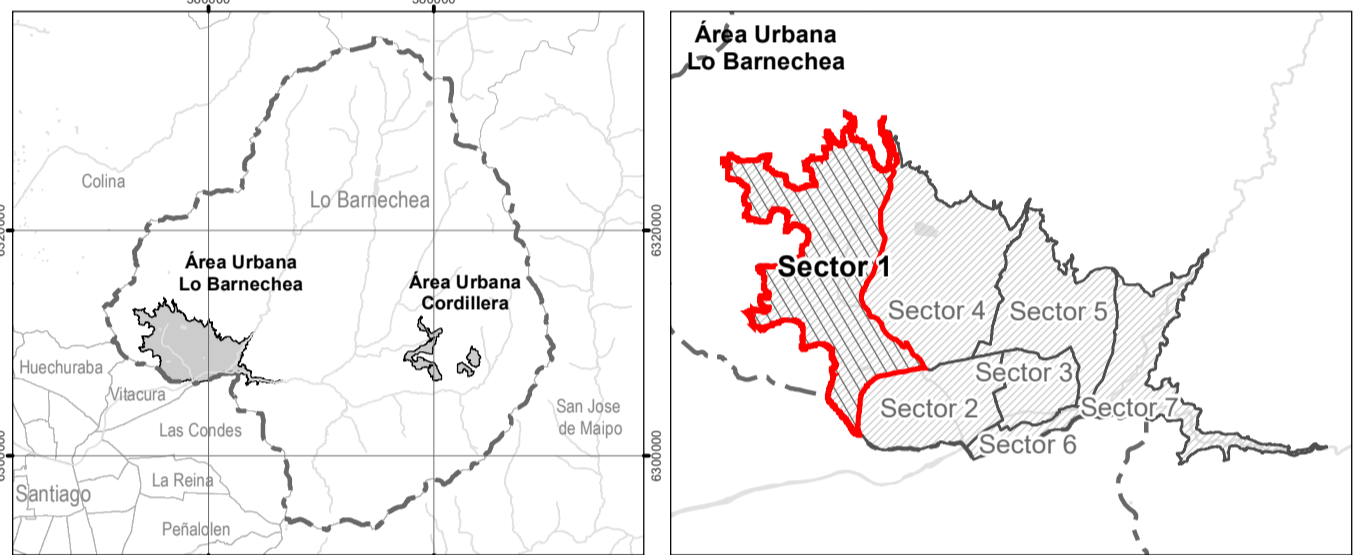 Colina
Lo Barnechea
Área Urbana
Lo Barnechea
Área Urbana
Cordillera
Huechuraba
Vitacura
Las Condes
San Jose
de Maipo
La Reina
Santiago
Peñalolen
6320000
6320000
6300000
6300000
Área Urbana
Lo Barnechea
Sector 1
Sector 4
Sector 5
Sector 3
Sector 2
Sector 7
Sector 6